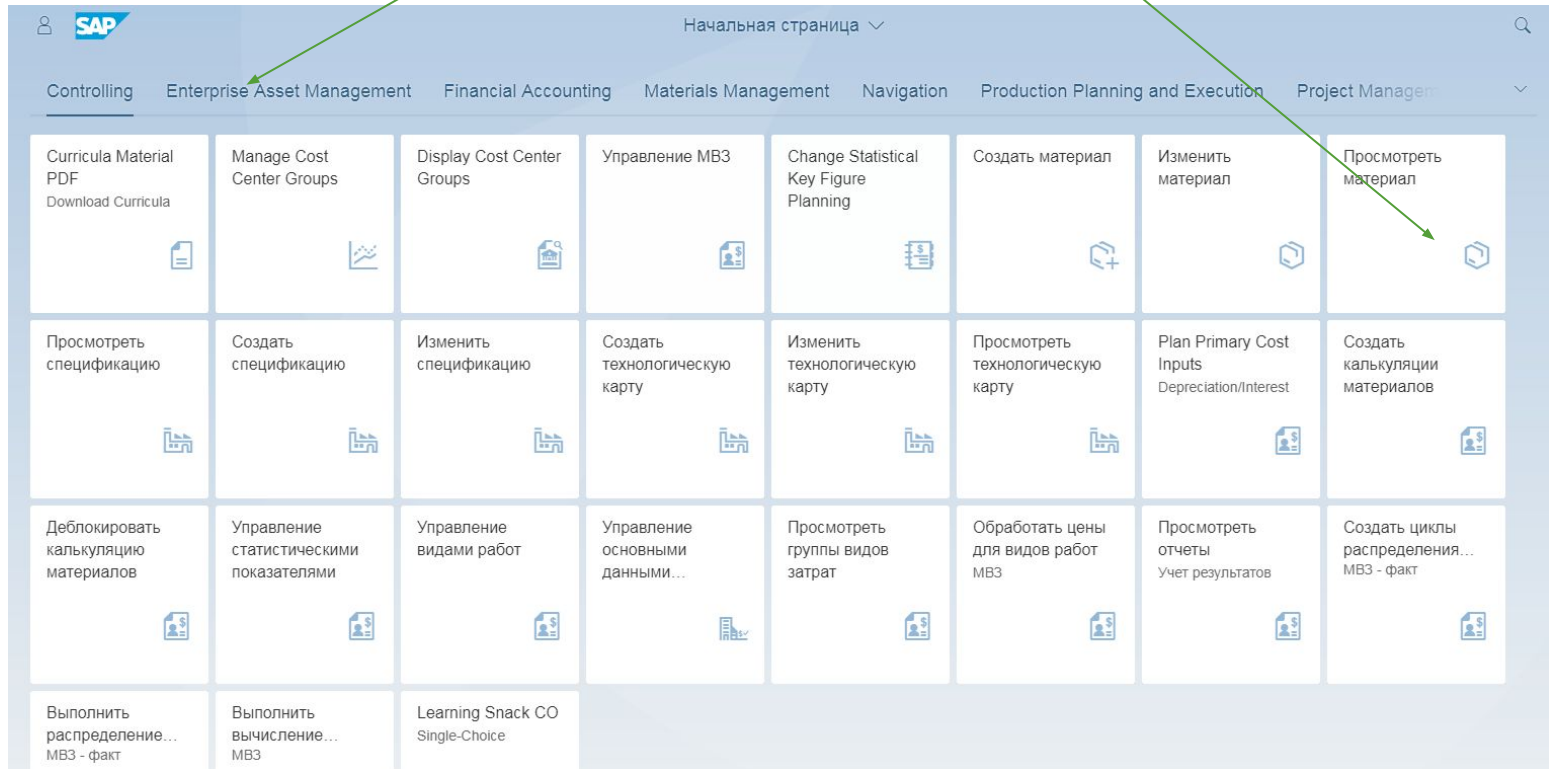 SAP
Начальная страница
Controlling Enterprise Asset Management Financial Accounting Materials Management Navigation Production Planning and Execution Project Managem
Curricula Material
PDF
Download Curricula
Manage Cost
Center Groups
Display Cost Center
Groups
Управление МВЗ
Change Statistical
Key Figure
Planning
Создать материал
Изменить
материал
Просмотреть
материал
Просмотреть
спецификацию
Создать
спецификацию
Изменить
спецификацию
Создать
технологическую
карту
Изменить
технологическую
карту
Просмотреть
технологическую
карту
Plan Primary Cost
Inputs
Depreciation/Interest
Создать
калькуляции
материалов
Деблокировать
калькуляцию
материалов
Управление
статистическими
показателями
Управление
видами работ
Управление
основными
данными...
Просмотреть
группы видов
затрат
Обработать цены
для видов работ
МВЗ
Просмотреть
отчеты
Учет результатов
Создать циклы
распределения...
МВЗ - факт
Выполнить
распределение...
МВЗ - факт
Выполнить
вычисление...
МВЗ
Learning Snack CO
Single-Choice